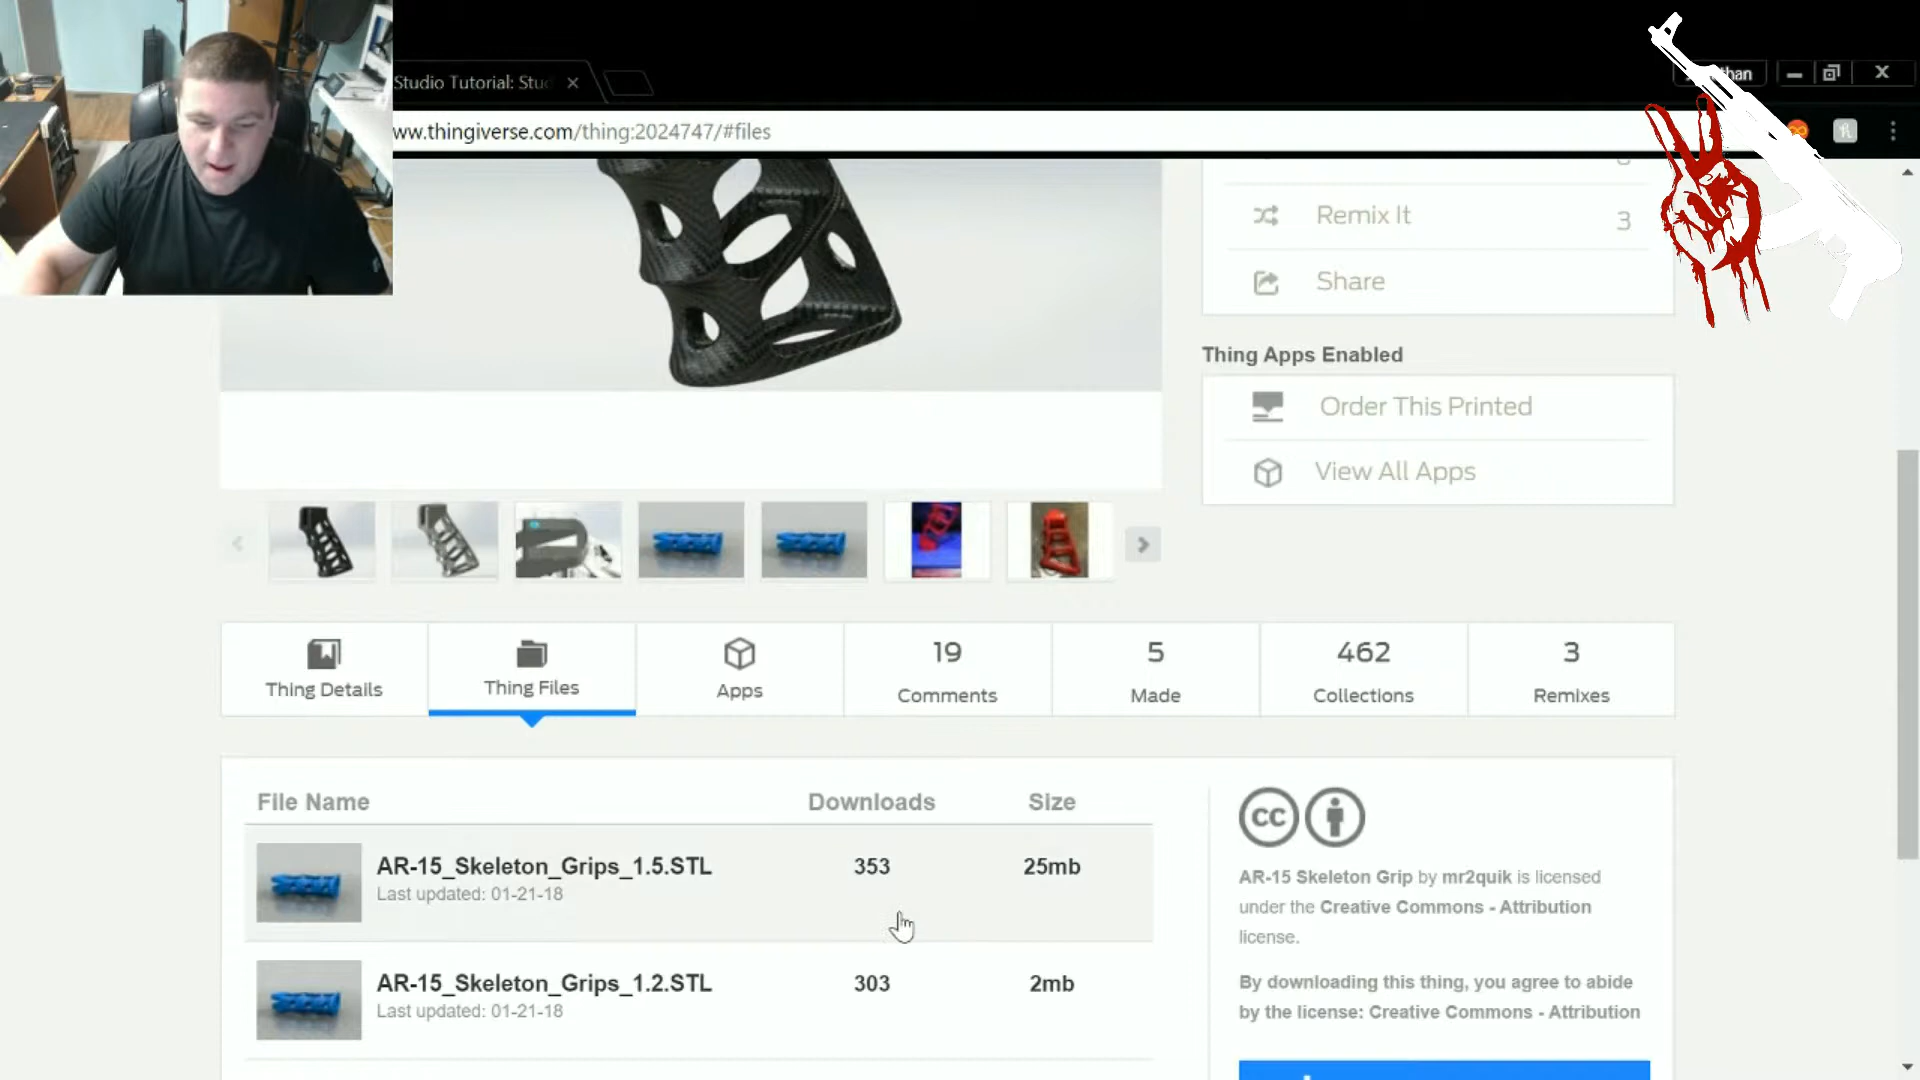 Studio Tutorial: Stu
ww.thingiverse.com/thing:2024747/#files
Remix It
3
Share
Thing Apps Enabled
Order This Printed
View All Apps
Thing Details
Thing Files
Apps
19
Comments
5
Made
462
Collections
3
Remixes
File Name
Downloads
Size
AR-15_Skeleton_Grips_1.5.STL
353
25mb
Last updated: 01-21-18
AR-15_Skeleton_Grips_1.2.STL
303
2mb
Last updated: 01-21-18
CC
AR-15 Skeleton Grip by mr2quik is licensed
under the Creative Commons - Attribution
license.
By downloading this thing, you agree to abide
by the license: Creative Commons - Attribution